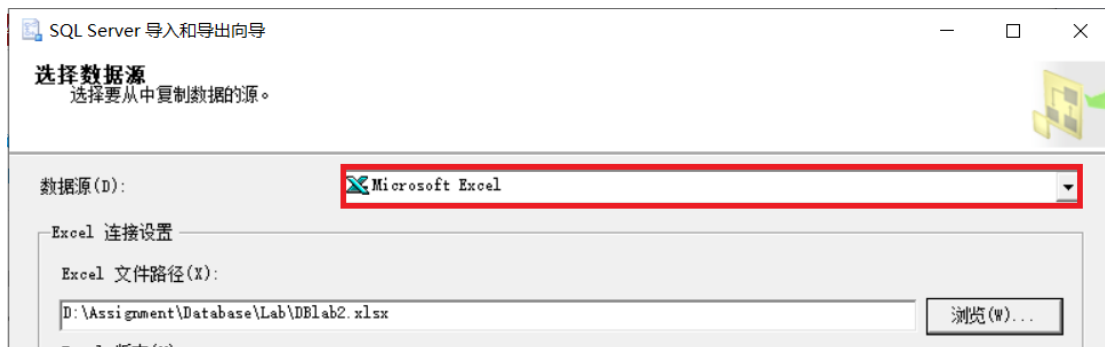 SQL Server 导入和导出向导
选择数据源
选择要从中复制数据的源。
数据源(D):
Microsoft Excel
Excel 连接设置
Excel 文件路径(X):
D:\Assignment\Database\Lab\DBlab2.xlsx
浏览(W)...